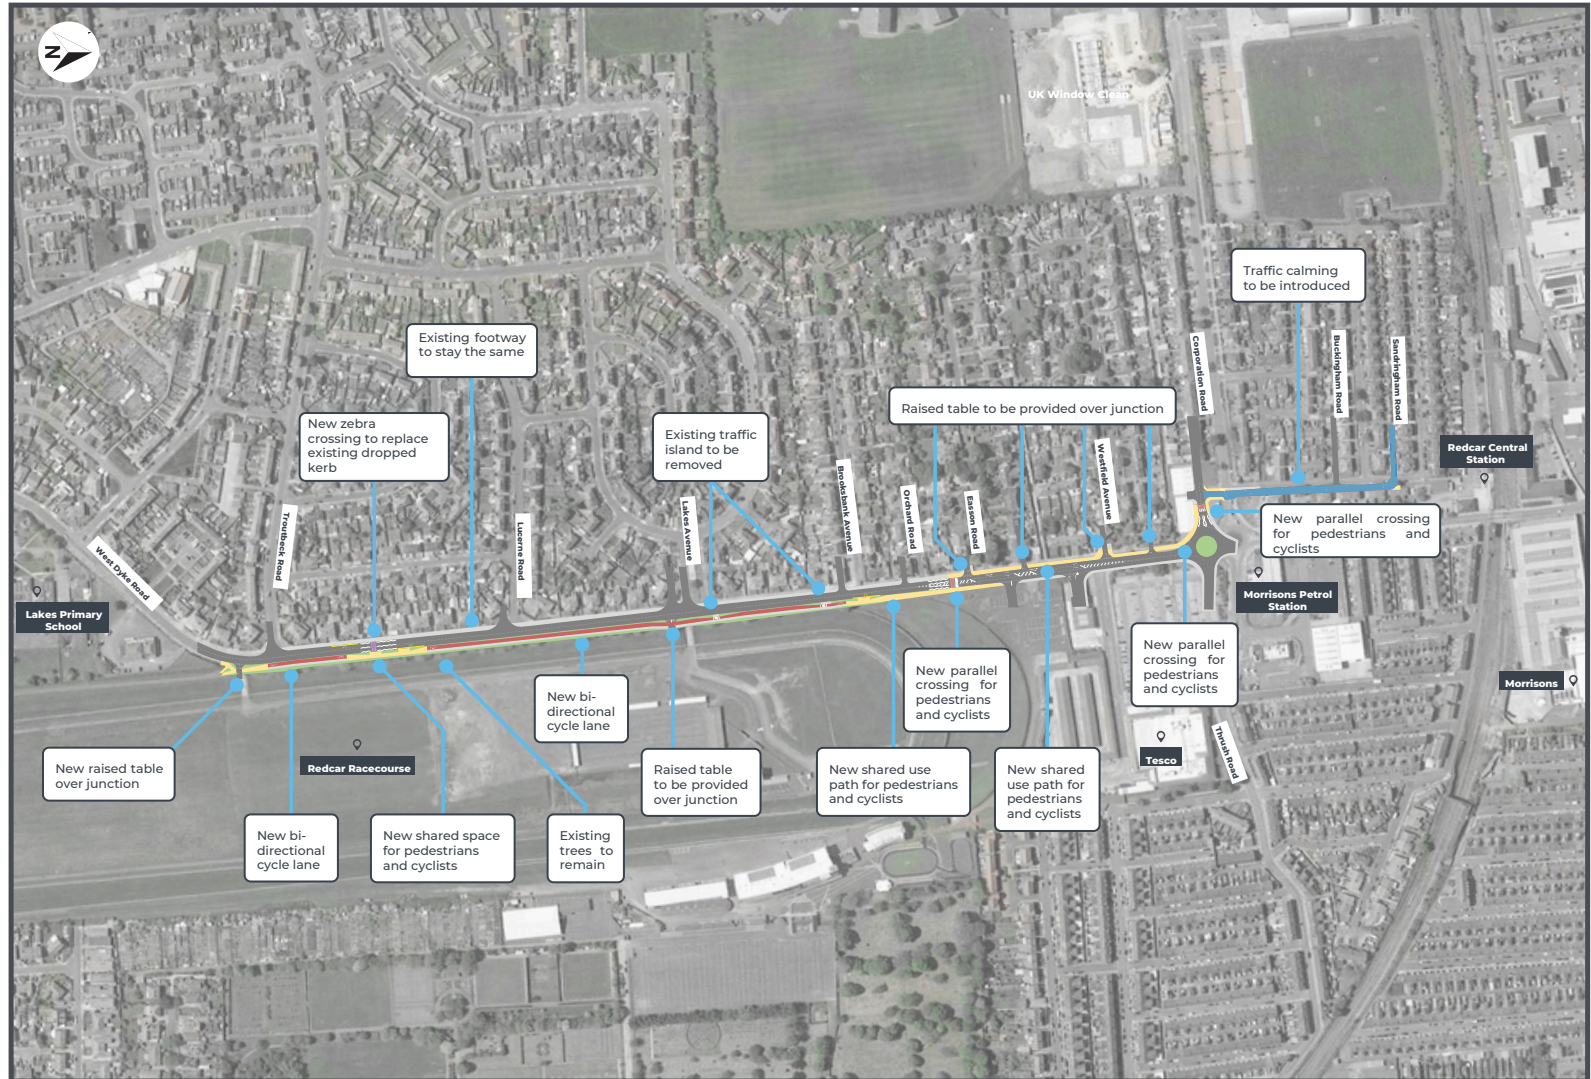 N
UK Window Clean
Traffic calming
to be introduced
Existing footway
to stay the same
Corporation Road
Buckingham Road
Sandringham Road
Raised table to be provided over junction
New zebra
crossing to replace
existing dropped
kerb
Existing traffic
island to be
removed
Redcar Central
Station
Westfield Avenue
Brooksbank Avenue
Orchard Road
Easson Road
Lakes Avenue
Lucerne Road
Troutbeck Road
West Dyke Road
New parallel crossing
for pedestrians and
cyclists
Lakes Primary
School
Morrisons Petrol
Station
New parallel
crossing for
pedestrians
and cyclists
New parallel
crossing for
pedestrians
and cyclists
Morrisons
New bi-
directional
cycle lane
Thrush Road
Tesco
Redcar Racecourse
New raised table
over junction
Raised table
to be provided
over junction
New shared use
path for pedestrians
and cyclists
New shared
use path for
pedestrians
and cyclists
New bi-
directional
cycle lane
New shared space
for pedestrians
and cyclists
Existing
trees to
remain